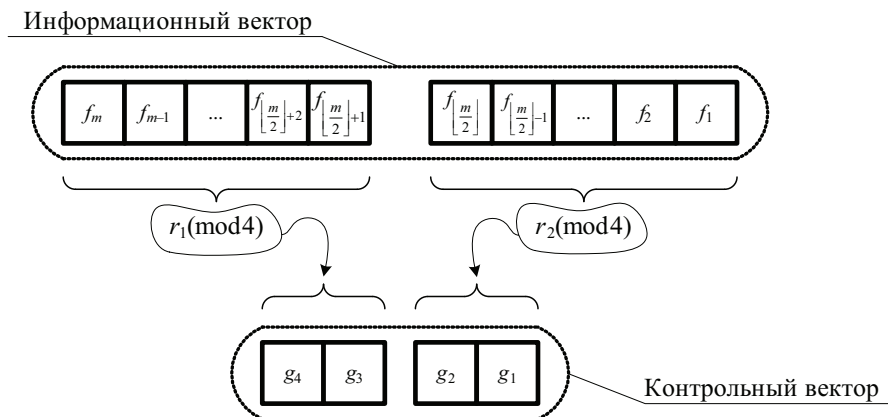 Информационный вектор
f_m f_{m–1} ... f_{⌊m/2⌋+2} f_{⌊m/2⌋+1} f_{⌊m/2⌋} f_{⌊m/2⌋–1} ... f_2 f_1
r_1(mod4) r_2(mod4)
g_4 g_3 g_2 g_1
Контрольный вектор